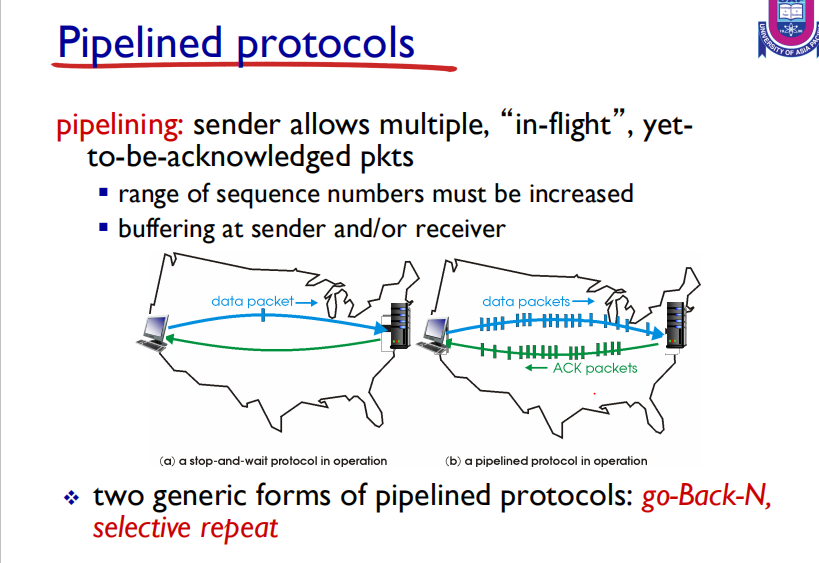 Pipelined protocols
UNIVERSITY OF ASIA PACIFIC
pipelining: sender allows multiple, “in-flight”, yet-
to-be-acknowledged pkts
▪ range of sequence numbers must be increased
▪ buffering at sender and/or receiver
data packet
data packets
ACK packets
(a) a stop-and-wait protocol in operation
(b) a pipelined protocol in operation
❖ two generic forms of pipelined protocols: go-Back-N,
selective repeat